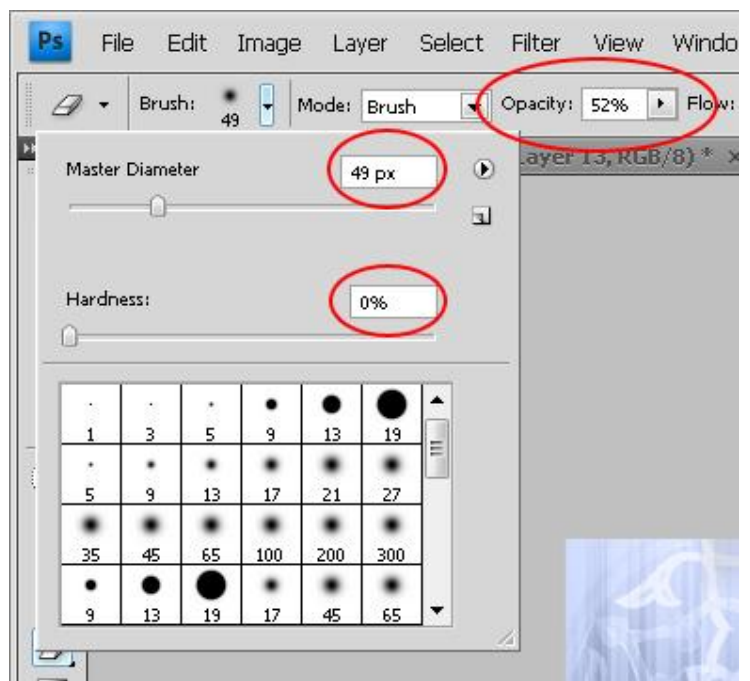 Ps File Edit Image Layer Select Filter View Windo
Brush: 49 Mode: Brush Opacity: 52% Flow:
Layer 13, RGB/8) * ×
Master Diameter 49 px
Hardness: 0%
1 3 5 9 13 19
5 9 13 17 21 27
35 45 65 100 200 300
9 13 19 17 45 65